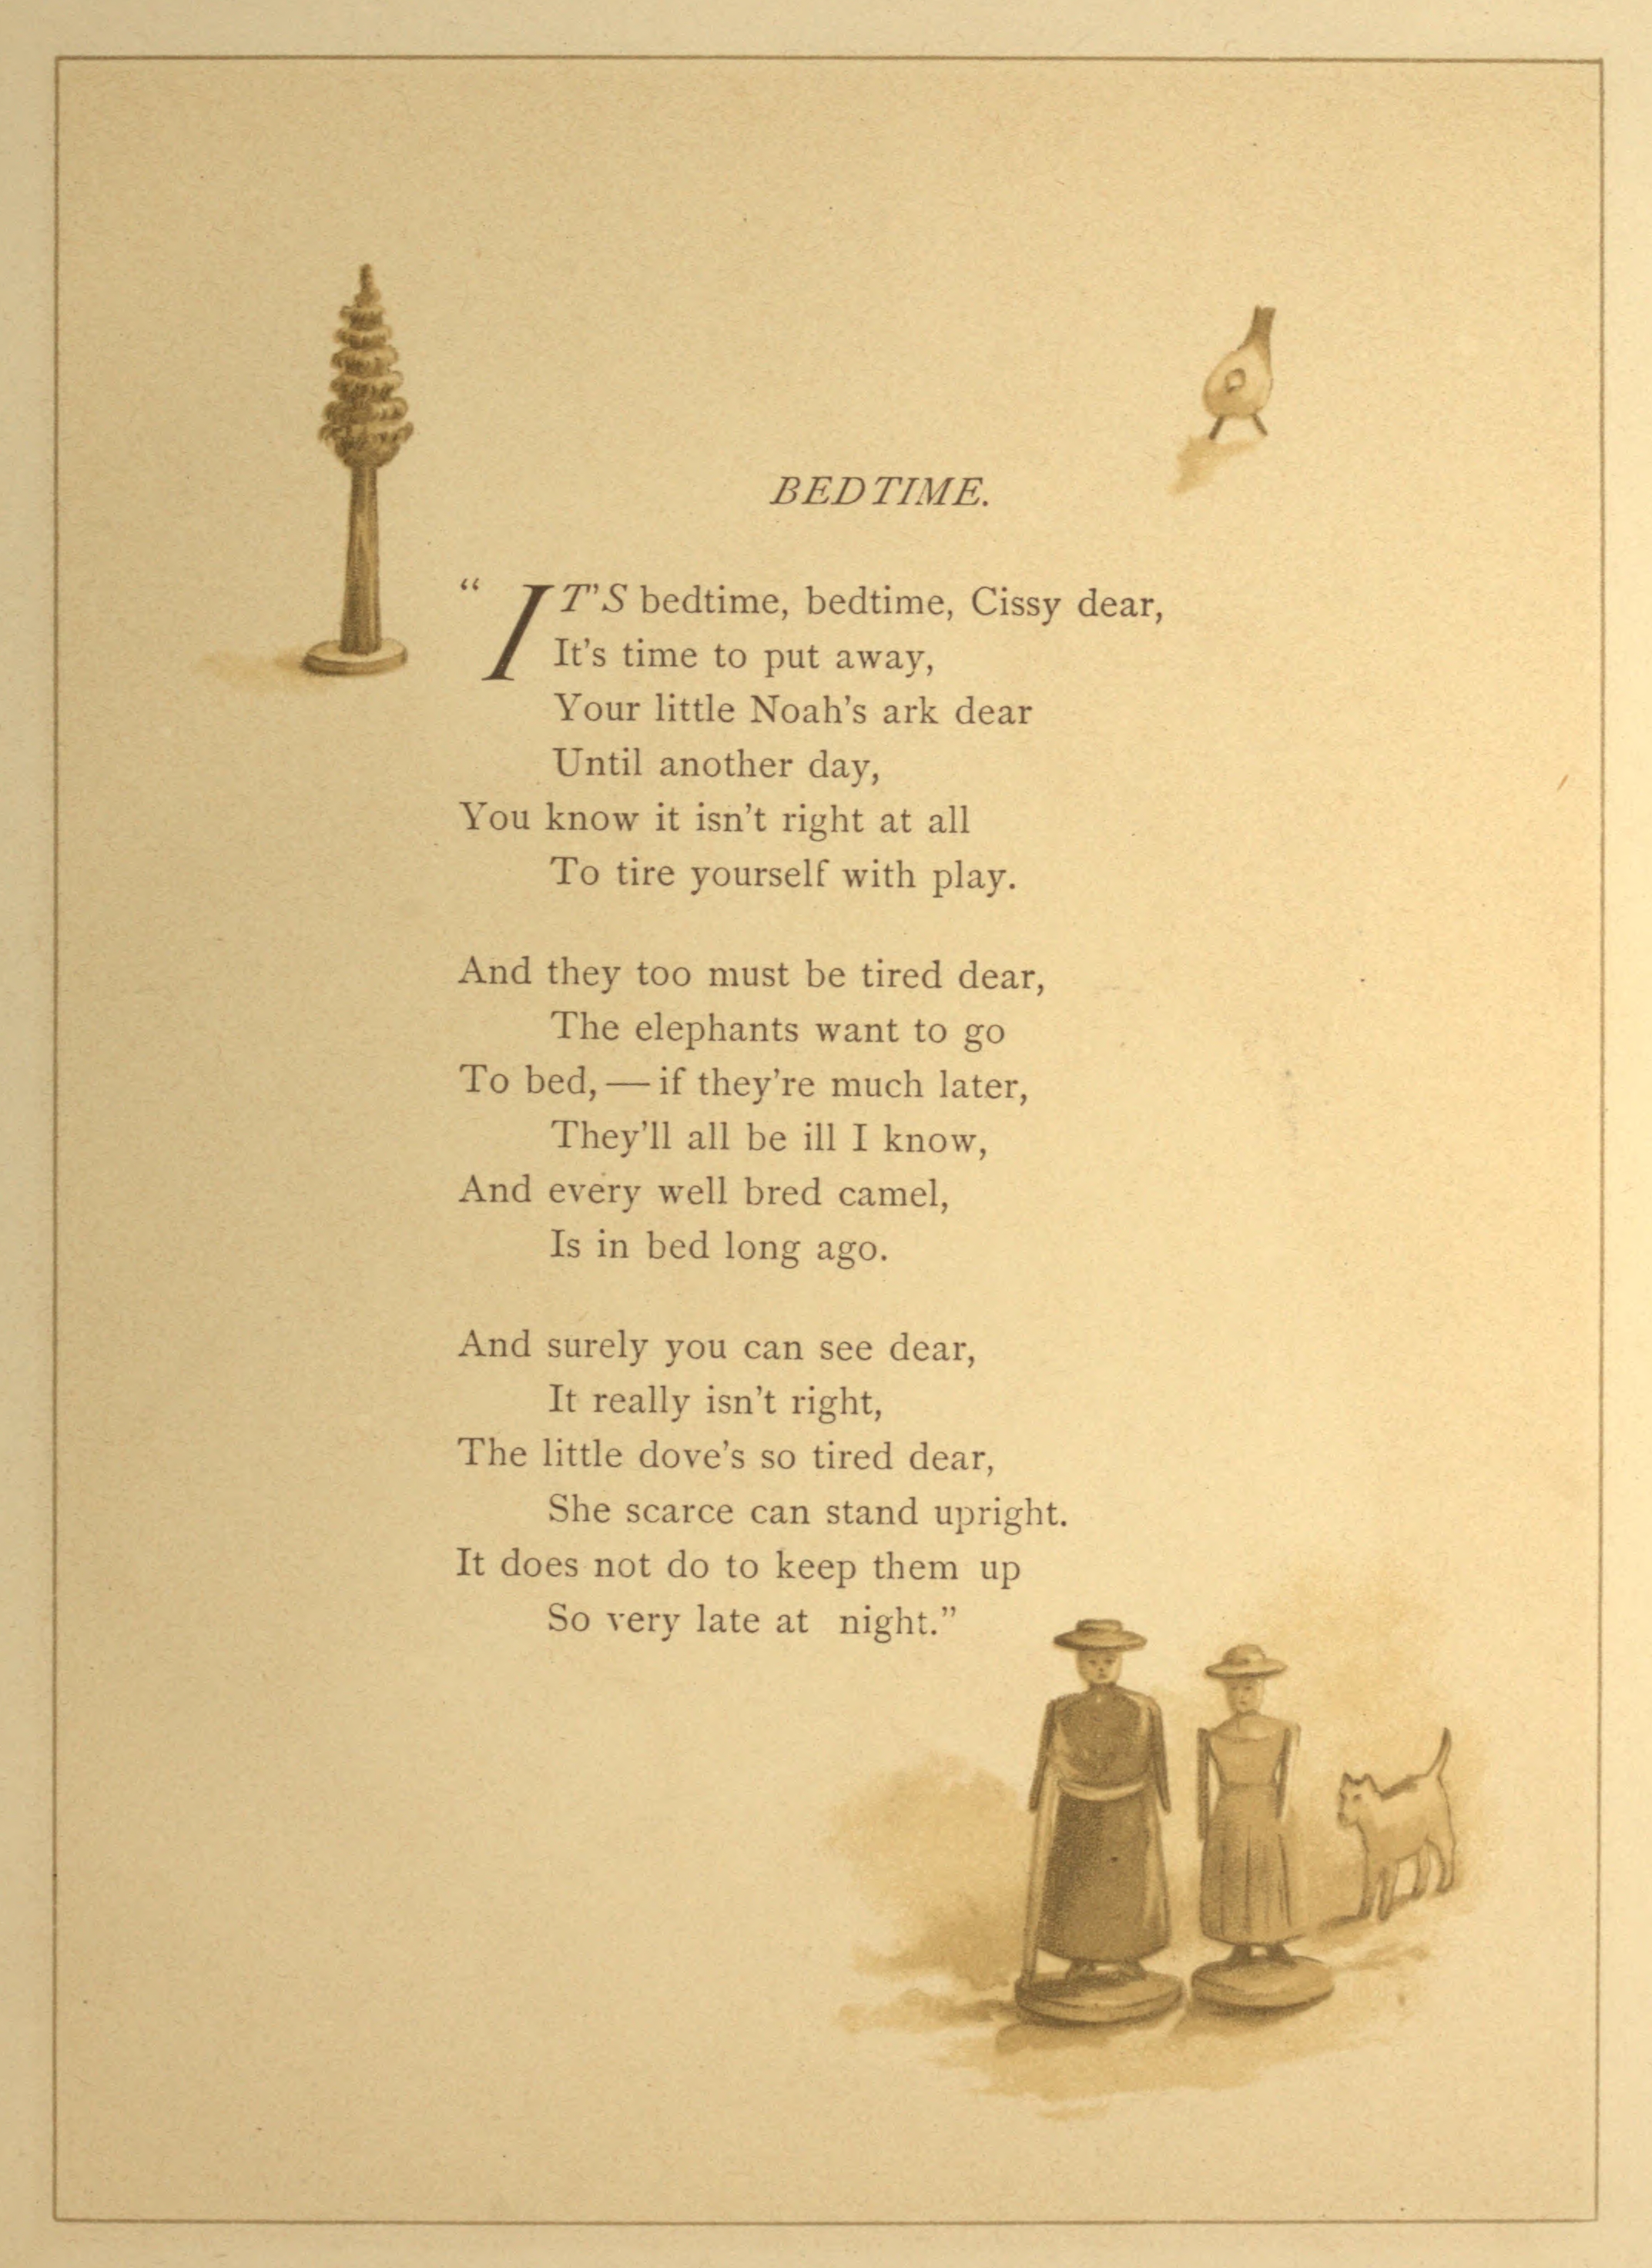 BEDTIME.
“IT’S bedtime, bedtime, Cissy dear,
It’s time to put away,
Your little Noah’s ark dear
Until another day,
You know it isn’t right at all
To tire yourself with play.
And they too must be tired dear,
The elephants want to go
To bed,—if they’re much later,
They’ll all be ill I know,
And every well bred camel,
Is in bed long ago.
And surely you can see dear,
It really isn’t right,
The little dove’s so tired dear,
She scarce can stand upright.
It does not do to keep them up
So very late at night.”